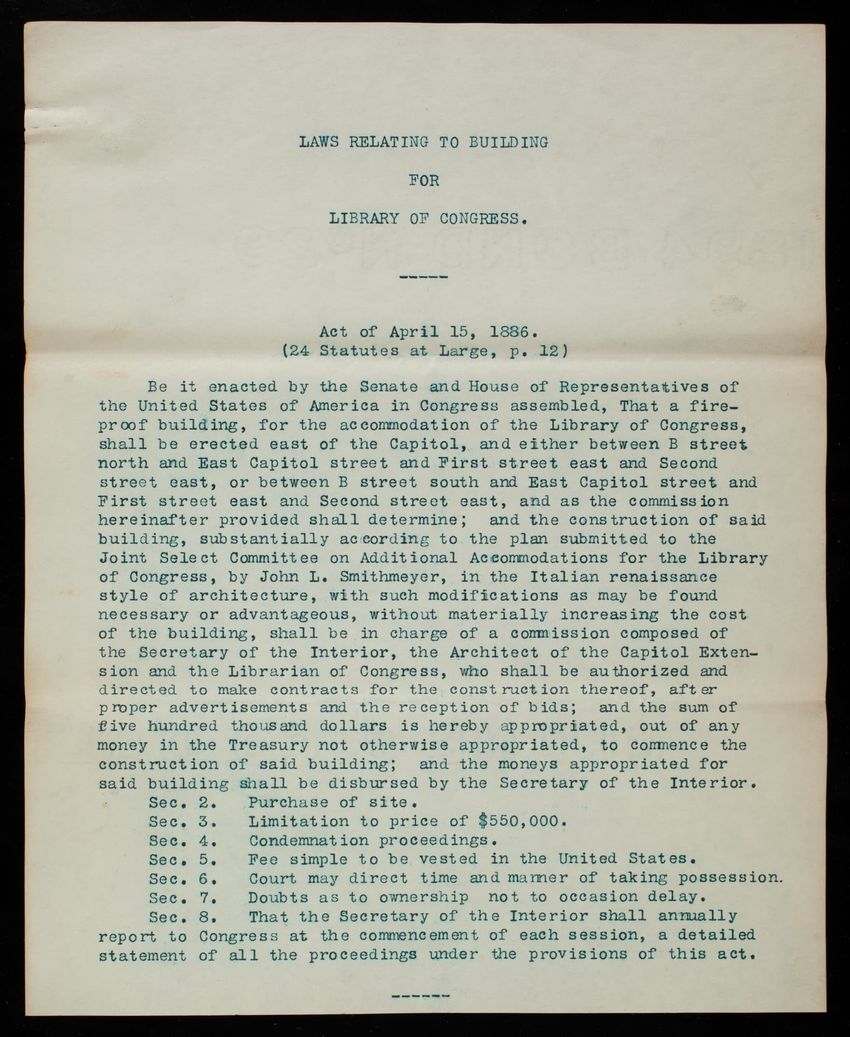 LAWS RELATING TO BUILDING
FOR
LIBRARY OF CONGRESS.
-----
Act of April 15, 1886.
(24 Statutes at Large, p. 12)
Be it enacted by the Senate and House of Representatives of
the United States of America in Congress assembled, That a fire-
proof building, for the accommodation of the Library of Congress,
shall be erected east of the Capitol, and either between B street
north and East Capitol street and First street east and Second
street east, or between B street south and East Capitol street and
First street east and Second street east, and as the commission
hereinafter provided shall determine; and the construction of said
building, substantially according to the plan submitted to the
Joint Select Committee on Additional Accommodations for the Library
of Congress, by John L. Smithmeyer, in the Italian renaissance
style of architecture, with such modifications as may be found
necessary or advantageous, without materially increasing the cost
of the building, shall be in charge of a commission composed of
the Secretary of the Interior, the Architect of the Capitol Exten-
sion and the Librarian of Congress, who shall be authorized and
directed to make contracts for the construction thereof, after
proper advertisements and the reception of bids; and the sum of
five hundred thousand dollars is hereby appropriated, out of any
money in the Treasury not otherwise appropriated, to commence the
construction of said building; and the moneys appropriated for
said building shall be disbursed by the Secretary of the Interior.
Sec. 2. Purchase of site.
Sec. 3. Limitation to price of $550,000.
Sec. 4. Condemnation proceedings.
Sec. 5. Fee simple to be vested in the United States.
Sec. 6. Court may direct time and manner of taking possession.
Sec. 7. Doubts as to ownership not to occasion delay.
Sec. 8. That the Secretary of the Interior shall annually
report to Congress at the commencement of each session, a detailed
statement of all the proceedings under the provisions of this act.
------